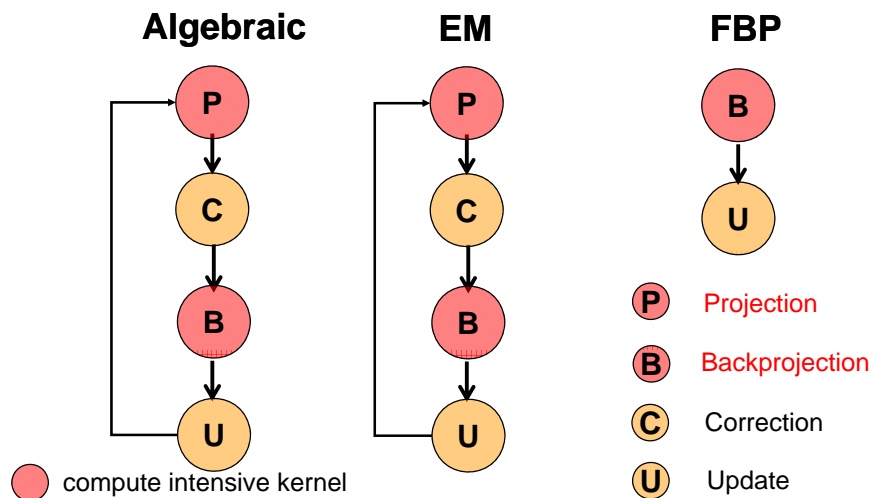 Algebraic
EM
FBP
P
P
B
C
C
U
B
B
U
U
P Projection
B Backprojection
C Correction
U Update
compute intensive kernel